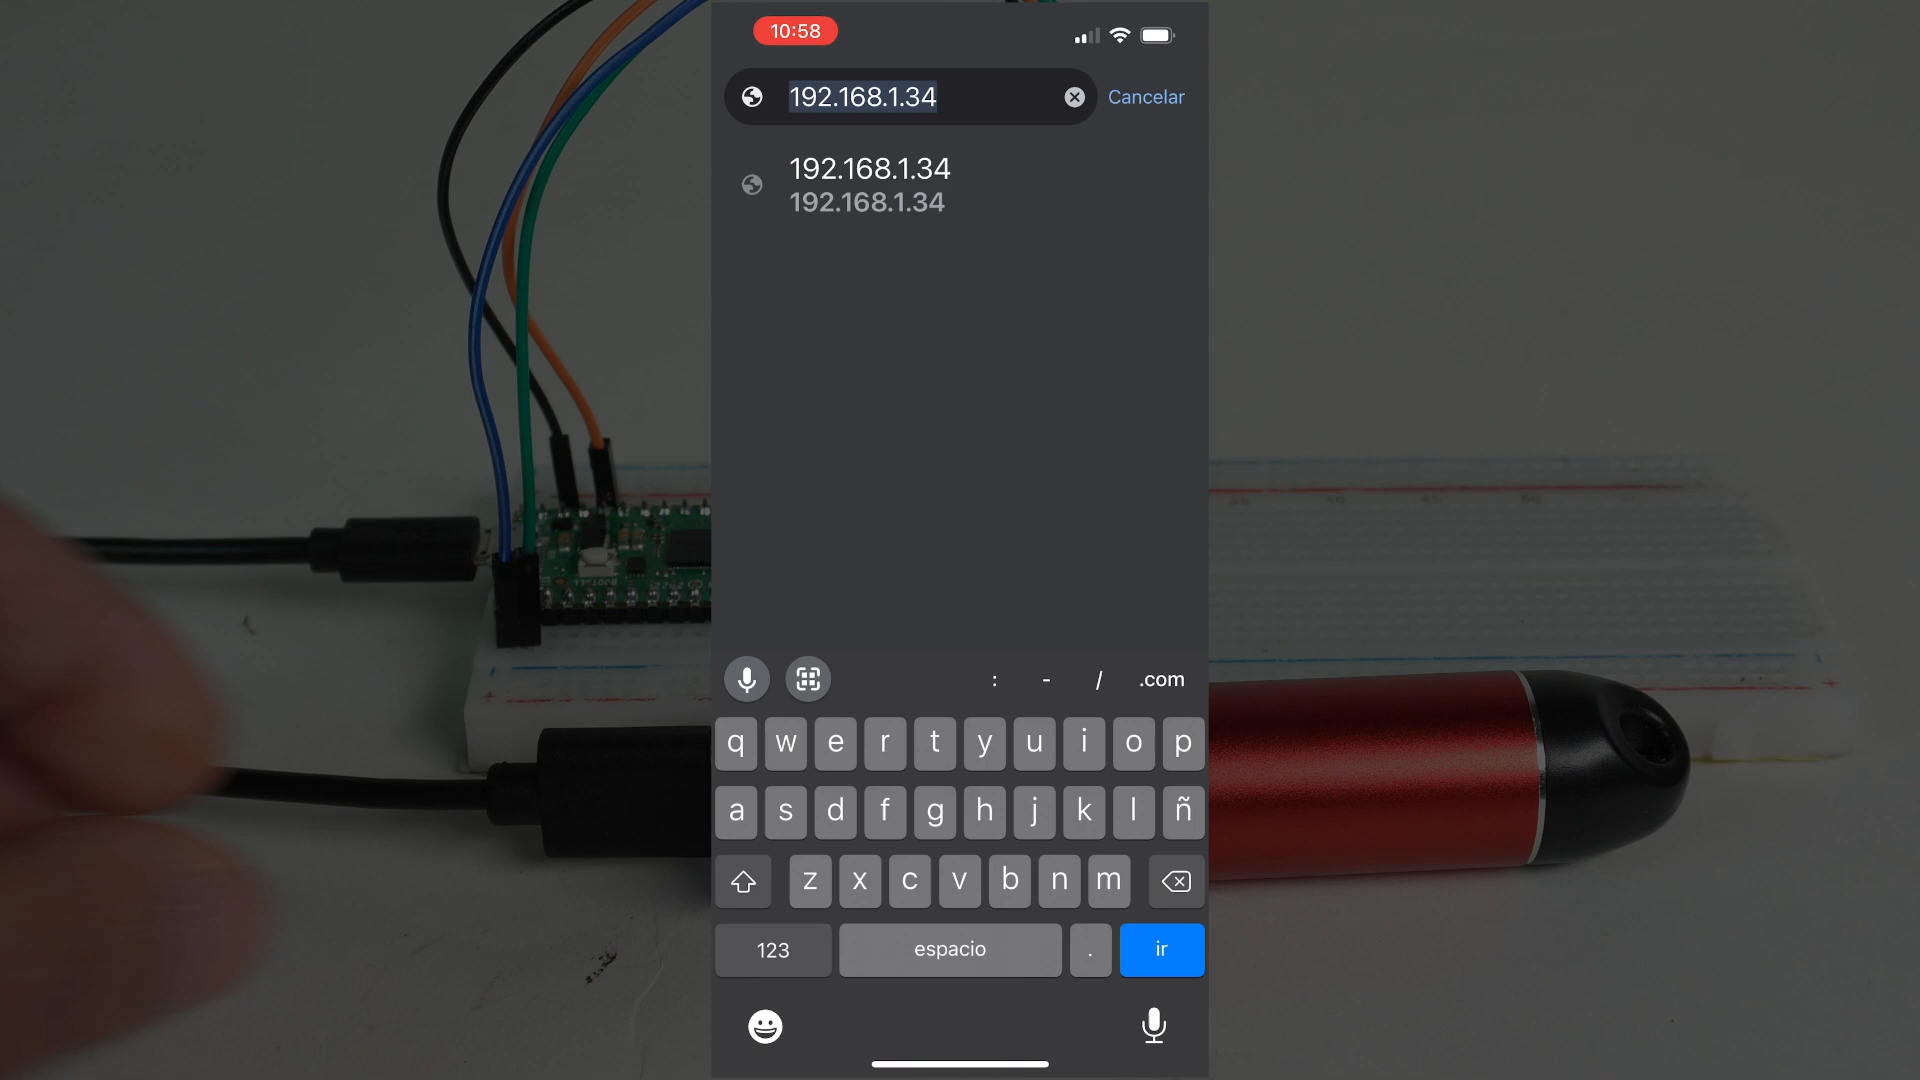 10:58
192.168.1.34
Cancelar
192.168.1.34
192.168.1.34
: - / .com
q w e r t y u i o p
a s d f g h j k l ñ
z x c v b n m
123 espacio . ir